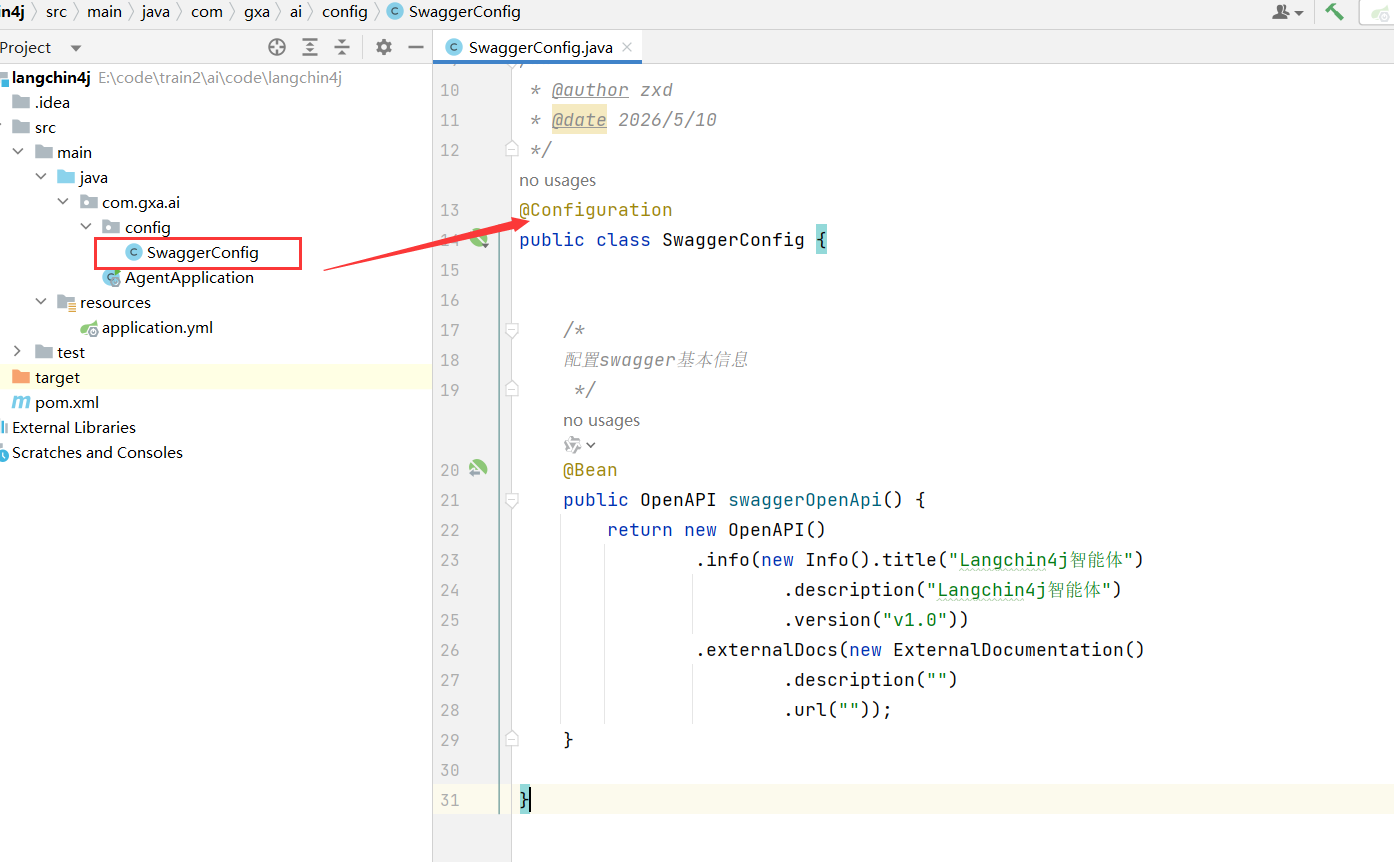 in4j src main java com gxa ai config SwaggerConfig
Project
SwaggerConfig.java
langchin4j E:\code\train2\ai\code\langchin4j
.idea
src
main
java
com.gxa.ai
config
SwaggerConfig
AgentApplication
resources
application.yml
test
target
pom.xml
External Libraries
Scratches and Consoles
10 * @author zxd
11 * @date 2026/5/10
12 */
no usages
13 @Configuration
14 public class SwaggerConfig {
15
16
17 /*
18 配置swagger基本信息
19 */
no usages
20 @Bean
21 public OpenAPI swaggerOpenApi() {
22 return new OpenAPI()
23 .info(new Info().title("Langchin4j智能体")
24 .description("Langchin4j智能体")
25 .version("v1.0"))
26 .externalDocs(new ExternalDocumentation()
27 .description("")
28 .url(""));
29 }
30
31 }